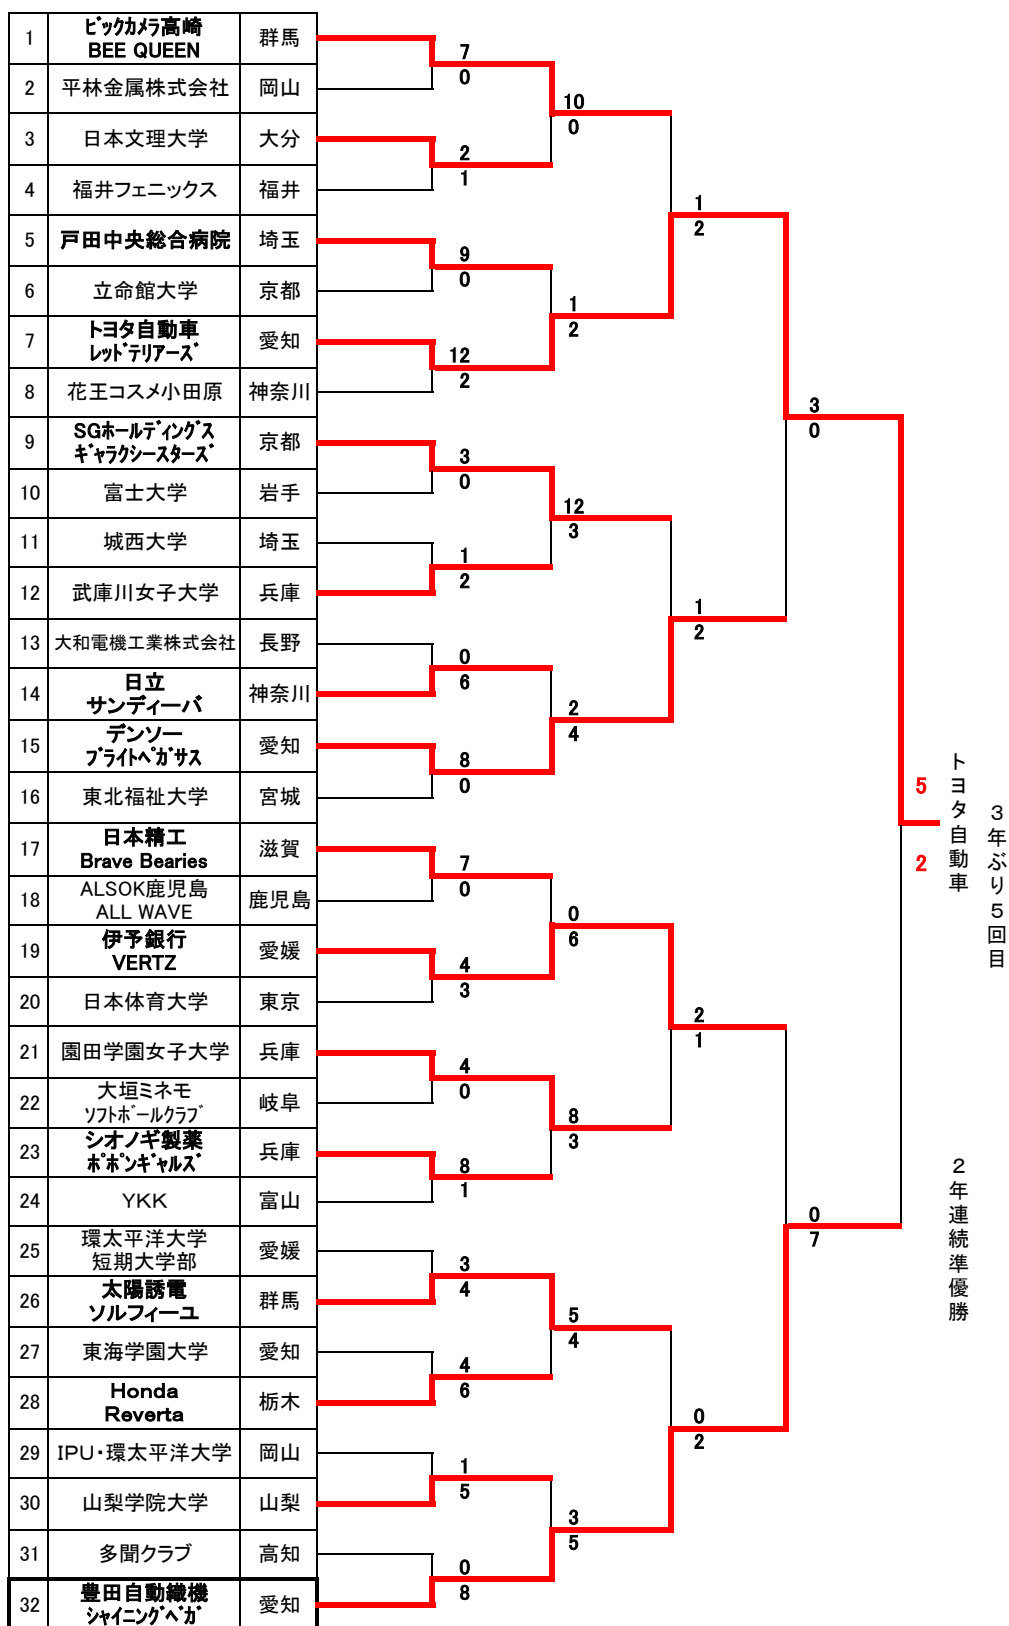 1
ビックカメラ高崎
BEE QUEEN
群馬
2
平林金属株式会社
岡山
3
日本文理大学
大分
4
福井フェニックス
福井
5
戸田中央総合病院
埼玉
6
立命館大学
京都
7
トヨタ自動車
レッドテリアーズ
愛知
8
花王コスメ小田原
神奈川
9
SGホールディングス
ギャラクシースターズ
京都
10
富士大学
岩手
11
城西大学
埼玉
12
武庫川女子大学
兵庫
13
大和電機工業株式会社
長野
14
日立
サンディーバ
神奈川
15
デンソー
ブライトペガサス
愛知
16
東北福祉大学
宮城
17
日本精工
Brave Bearies
滋賀
18
ALSOK鹿児島
ALL WAVE
鹿児島
19
伊予銀行
VERTZ
愛媛
20
日本体育大学
東京
21
園田学園女子大学
兵庫
22
大垣ミネモ
ソフトボールクラブ
岐阜
23
シオノギ製薬
ポポンギャルズ
兵庫
24
YKK
富山
25
環太平洋大学
短期大学部
愛媛
26
太陽誘電
ソルフィーユ
群馬
27
東海学園大学
愛知
28
Honda
Reverta
栃木
29
IPU・環太平洋大学
岡山
30
山梨学院大学
山梨
31
多聞クラブ
高知
32
豊田自動織機
シャイニングベガ
愛知
7
0
2
1
9
0
12
2
3
0
1
2
0
6
8
0
7
0
4
3
4
0
8
1
3
4
4
6
1
5
0
8
10
0
1
2
12
3
2
4
0
6
8
3
5
4
3
5
1
2
1
2
2
1
0
2
3
0
0
7
5
2
トヨタ自動車
3年ぶり5回目
2年連続準優勝